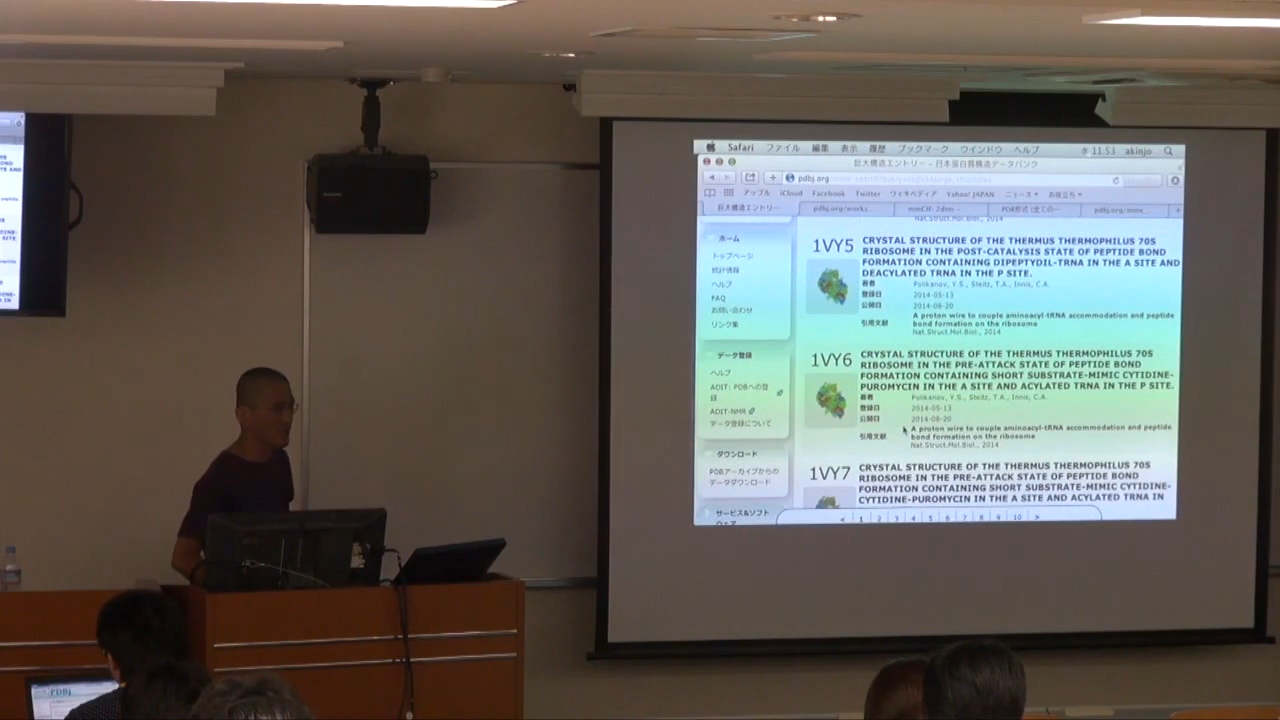 Safari ファイル 編集 表示 履歴 ブックマーク ウインドウ ヘルプ 水 11:53 akinjo
巨大構造エントリー - 日本蛋白質構造データバンク
pdbj.org
アップル iCloud Facebook Twitter ウィキペディア Yahoo! JAPAN ニュース お役立ち
巨大構造エントリー pdbj.org/works... pdbj.org/mine_...
Nat.Struct.Mol.Biol., 2014
ホーム
トップページ
統計情報
ヘルプ
FAQ
お問い合わせ
リンク集
データ登録
ヘルプ
ADIT: PDBへの登
録
ADIT-NMR
データ登録について
ダウンロード
PDBアーカイブからの
データダウンロード
サービス&ソフト
ウェア
1VY5
CRYSTAL STRUCTURE OF THE THERMUS THERMOPHILUS 70S
RIBOSOME IN THE POST-CATALYSIS STATE OF PEPTIDE BOND
FORMATION CONTAINING DIPEPTYDIL-TRNA IN THE A SITE AND
DEACYLATED TRNA IN THE P SITE.
著者 Polikanov, Y.S., Steitz, T.A., Innis, C.A.
登録日 2014-05-13
公開日 2014-08-20
引用文献 A proton wire to couple aminoacyl-tRNA accommodation and peptide
bond formation on the ribosome
Nat.Struct.Mol.Biol., 2014
1VY6
CRYSTAL STRUCTURE OF THE THERMUS THERMOPHILUS 70S
RIBOSOME IN THE PRE-ATTACK STATE OF PEPTIDE BOND
FORMATION CONTAINING SHORT SUBSTRATE-MIMIC CYTIDINE-
PUROMYCIN IN THE A SITE AND ACYLATED TRNA IN THE P SITE.
著者 Polikanov, Y.S., Steitz, T.A., Innis, C.A.
登録日 2014-05-13
公開日 2014-08-20
引用文献 A proton wire to couple aminoacyl-tRNA accommodation and peptide
bond formation on the ribosome
Nat.Struct.Mol.Biol., 2014
1VY7
CRYSTAL STRUCTURE OF THE THERMUS THERMOPHILUS 70S
RIBOSOME IN THE PRE-ATTACK STATE OF PEPTIDE BOND
FORMATION CONTAINING SHORT SUBSTRATE-MIMIC CYTIDINE-
PUROMYCIN IN THE A SITE AND ACYLATED TRNA IN
< 1 2 3 4 5 6 7 8 9 10 >
Panasonic
PDBj